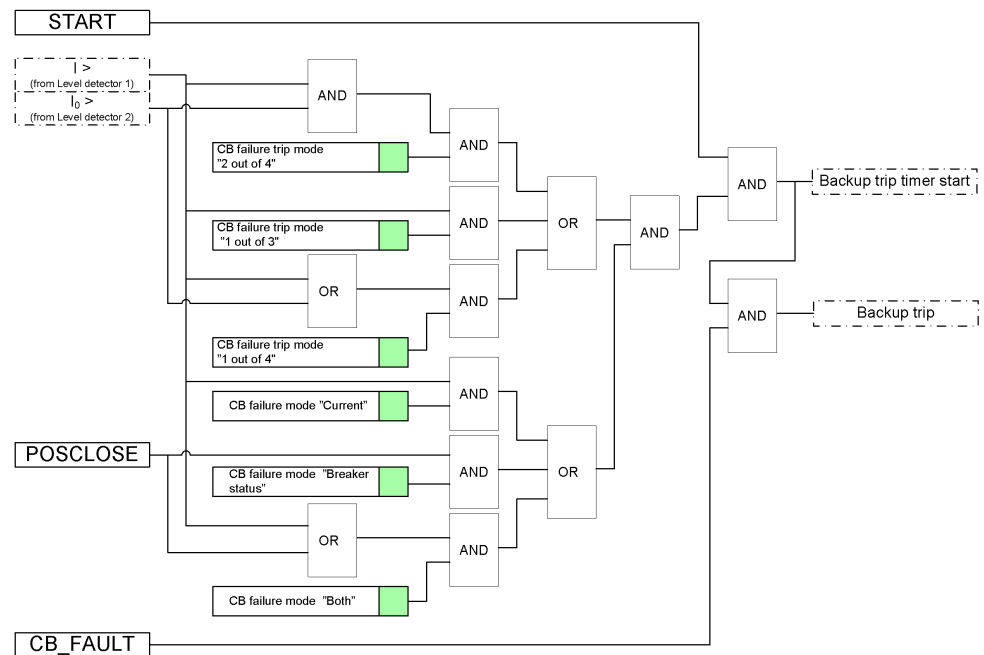 START
I >
(from Level detector 1)
I0 >
(from Level detector 2)
AND
CB failure trip mode
"2 out of 4"
AND
CB failure trip mode
"1 out of 3"
AND
OR
AND
CB failure trip mode
"1 out of 4"
OR
AND
AND
Backup trip timer start
AND
Backup trip
CB failure mode "Current"
AND
POSCLOSE
CB failure mode "Breaker
status"
AND
OR
OR
AND
CB failure mode "Both"
CB_FAULT